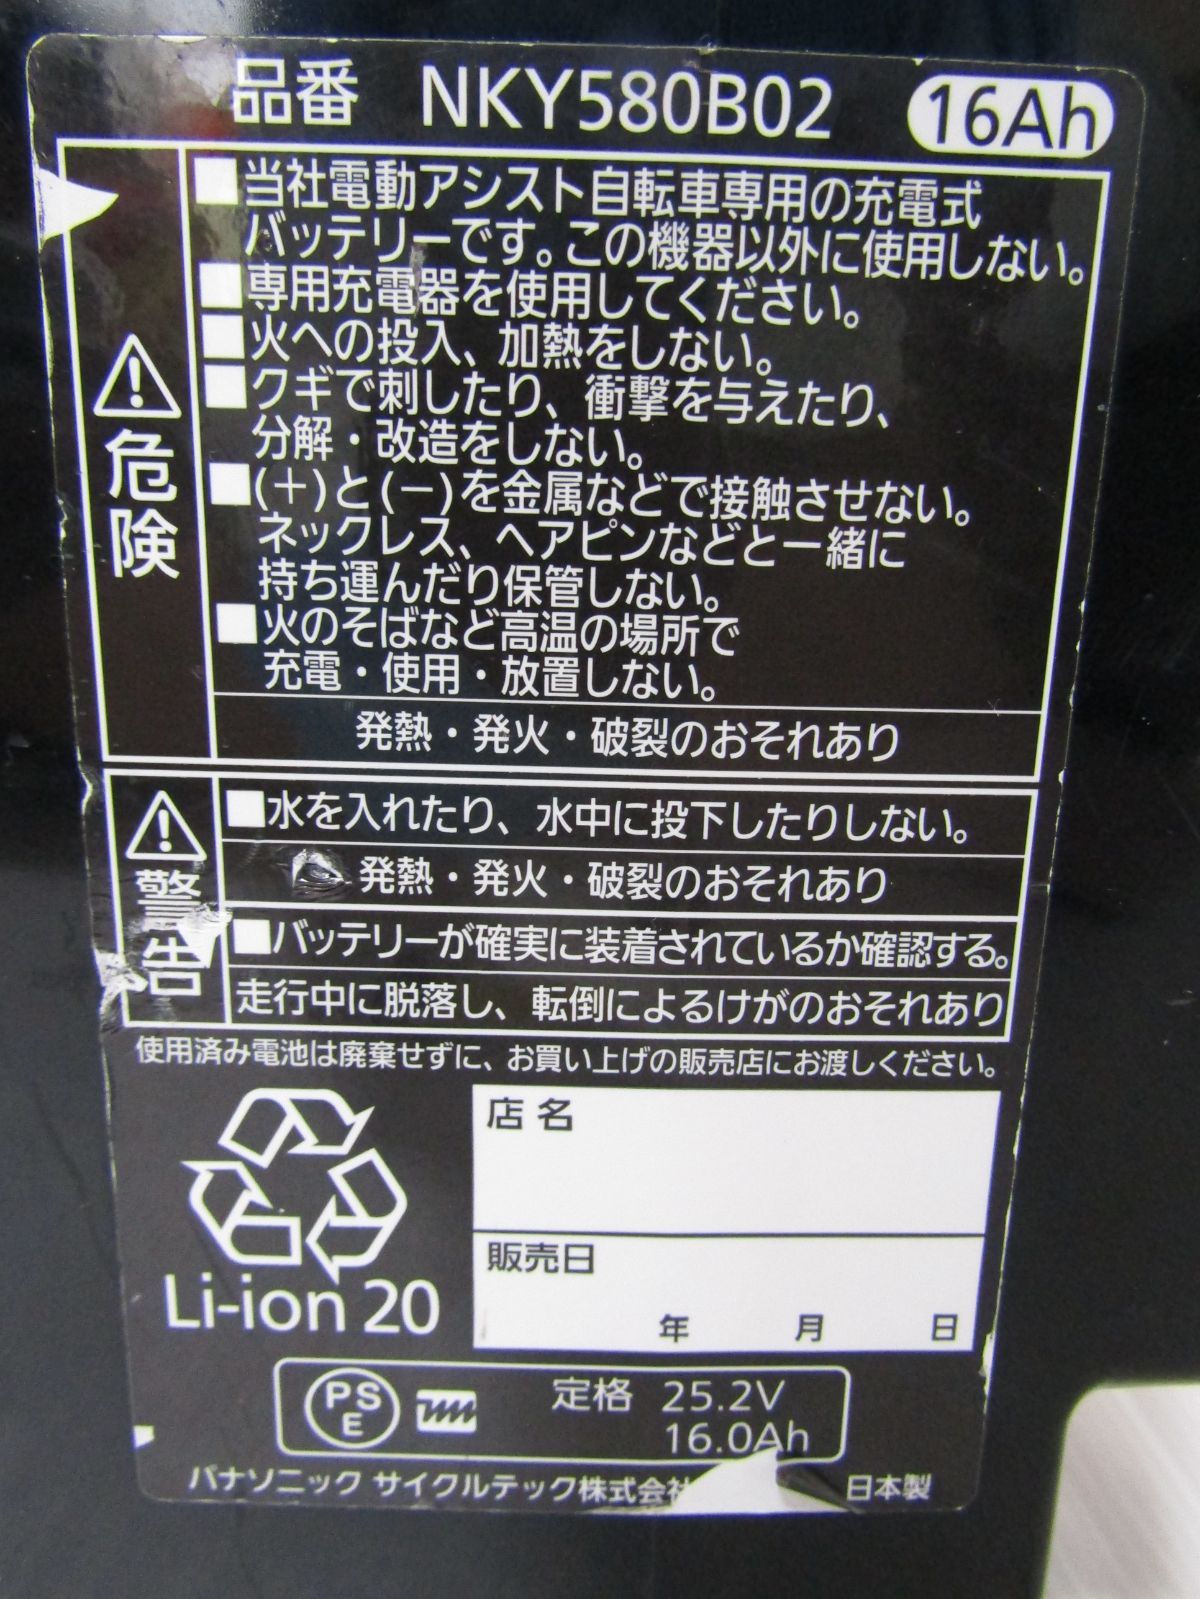 品番 NKY580B02 16Ah
■当社電動アシスト自転車専用の充電式
バッテリーです。この機器以外に使用しない。
■専用充電器を使用してください。
■火への投入、加熱をしない。
■クギで刺したり、衝撃を与えたり、
分解・改造をしない。
■(＋)と(－)を金属などで接触させない。
ネックレス、ヘアピンなどと一緒に
持ち運んだり保管しない。
■火のそばなど高温の場所で
充電・使用・放置しない。
発熱・発火・破裂のおそれあり
危険
■水を入れたり、水中に投下したりしない。
発熱・発火・破裂のおそれあり
警告
■バッテリーが確実に装着されているか確認する。
走行中に脱落し、転倒によるけがのおそれあり
使用済み電池は廃棄せずに、お買い上げの販売店にお渡しください。
店名
販売日
年 月 日
Li-ion 20
PSE 定格 25.2V
16.0Ah
パナソニック サイクルテック株式会社 日本製